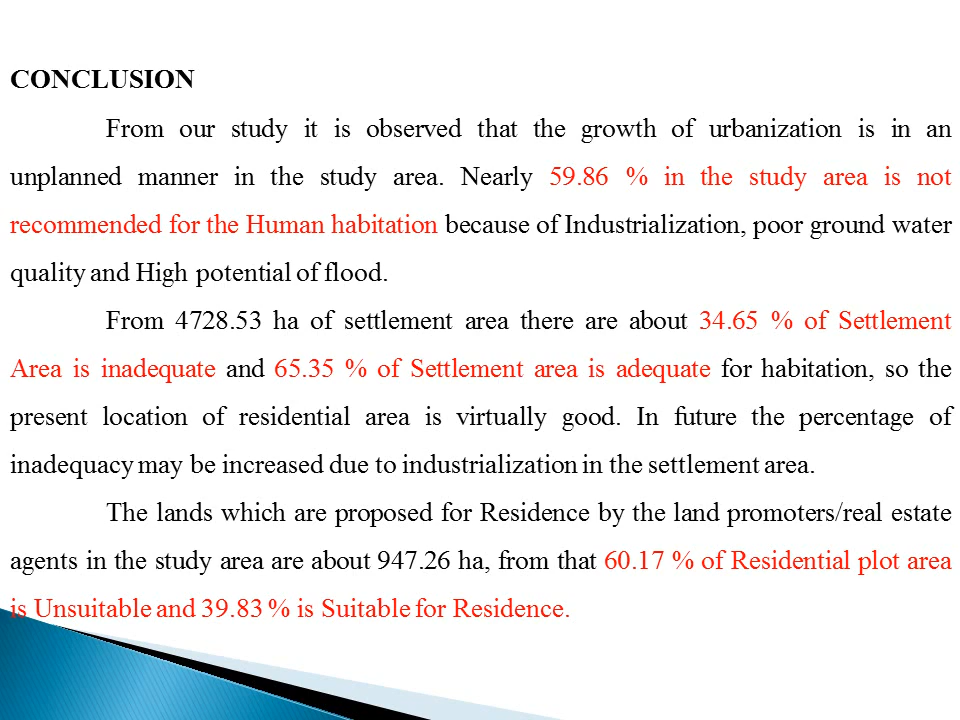 CONCLUSION
From our study it is observed that the growth of urbanization is in an
unplanned manner in the study area. Nearly 59.86 % in the study area is not
recommended for the Human habitation because of Industrialization, poor ground water
quality and High potential of flood.
From 4728.53 ha of settlement area there are about 34.65 % of Settlement
Area is inadequate and 65.35 % of Settlement area is adequate for habitation, so the
present location of residential area is virtually good. In future the percentage of
inadequacy may be increased due to industrialization in the settlement area.
The lands which are proposed for Residence by the land promoters/real estate
agents in the study area are about 947.26 ha, from that 60.17 % of Residential plot area
is Unsuitable and 39.83 % is Suitable for Residence.